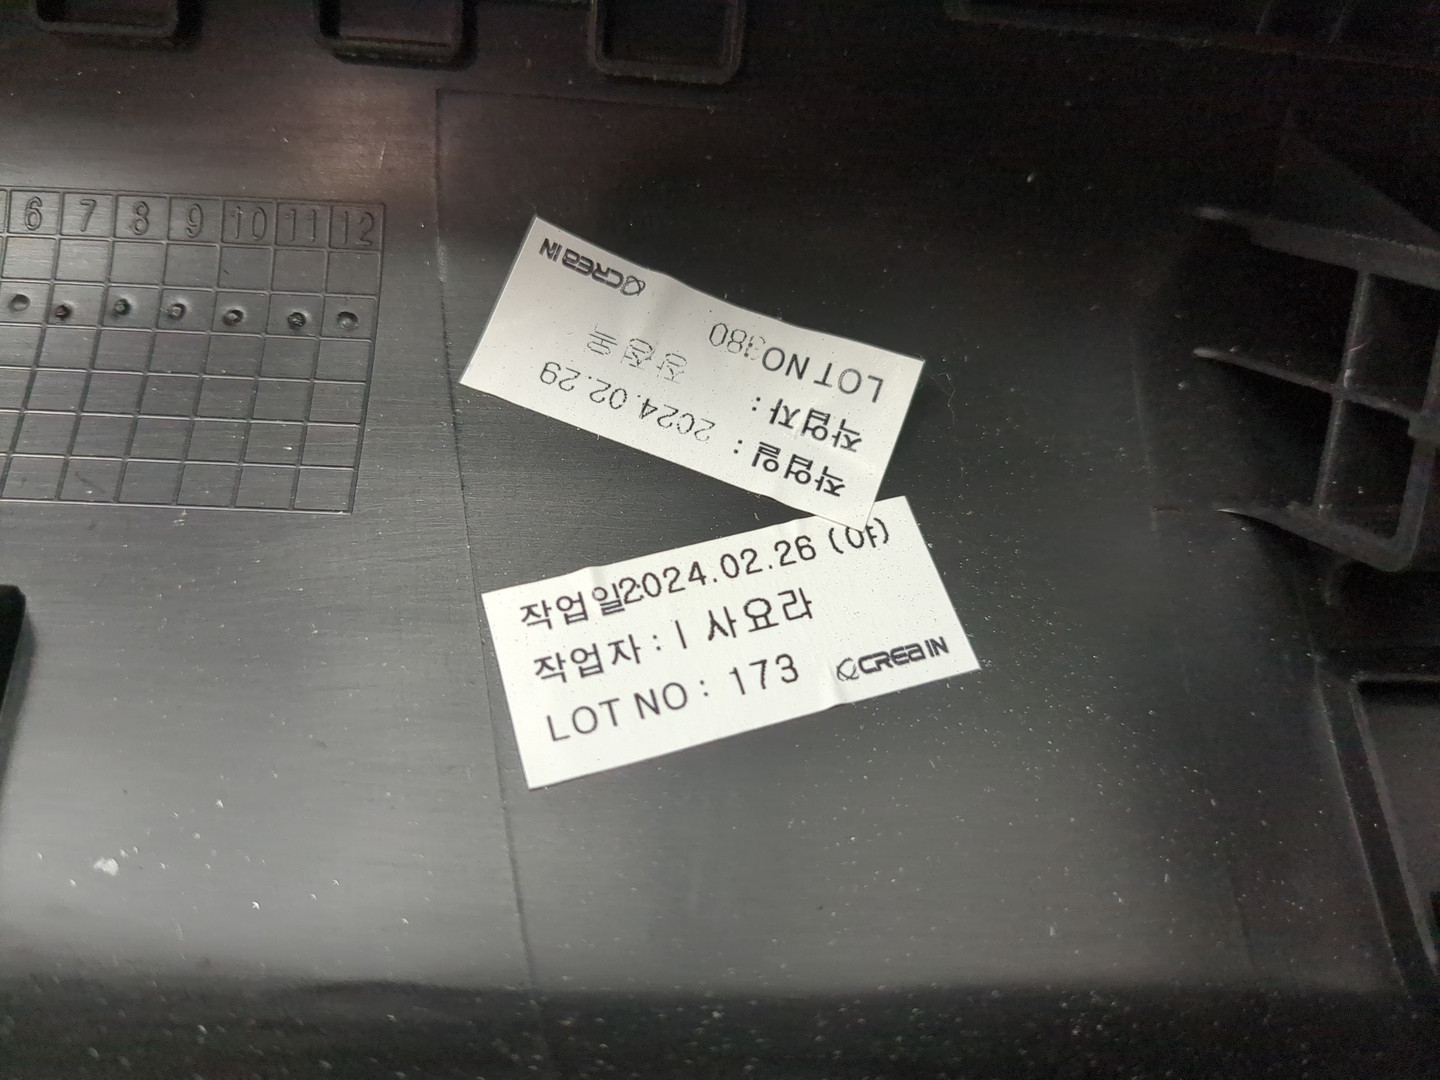 6 7 8 9 10 11 12
작업일 : 2024.02.29
작업자 :
LOT NO 380
CREA IN
작업일2024.02.26 (야)
작업자 : I 사요라
LOT NO : 173
CREA IN